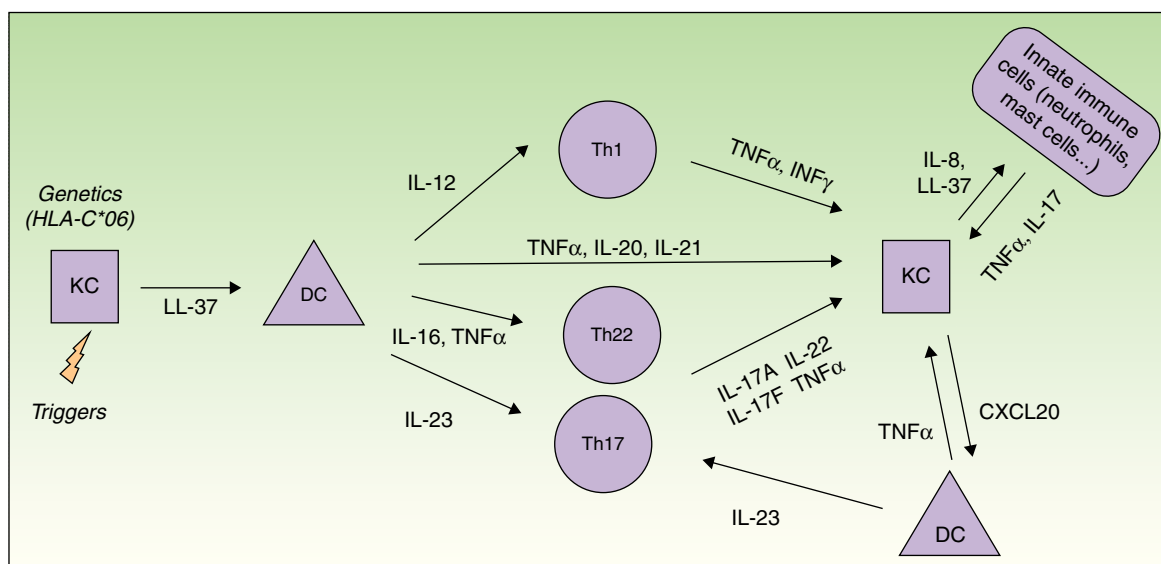 Genetics
(HLA-C*06)
KC
Triggers
LL-37
DC
IL-12
Th1
TNFα, INFγ
TNFα, IL-20, IL-21
IL-16, TNFα
Th22
IL-23
Th17
IL-17A IL-22
IL-17F TNFα
KC
IL-8,
LL-37
Innate immune
cells (neutrophils,
mast cells...)
TNFα, IL-17
TNFα
CXCL20
IL-23
DC